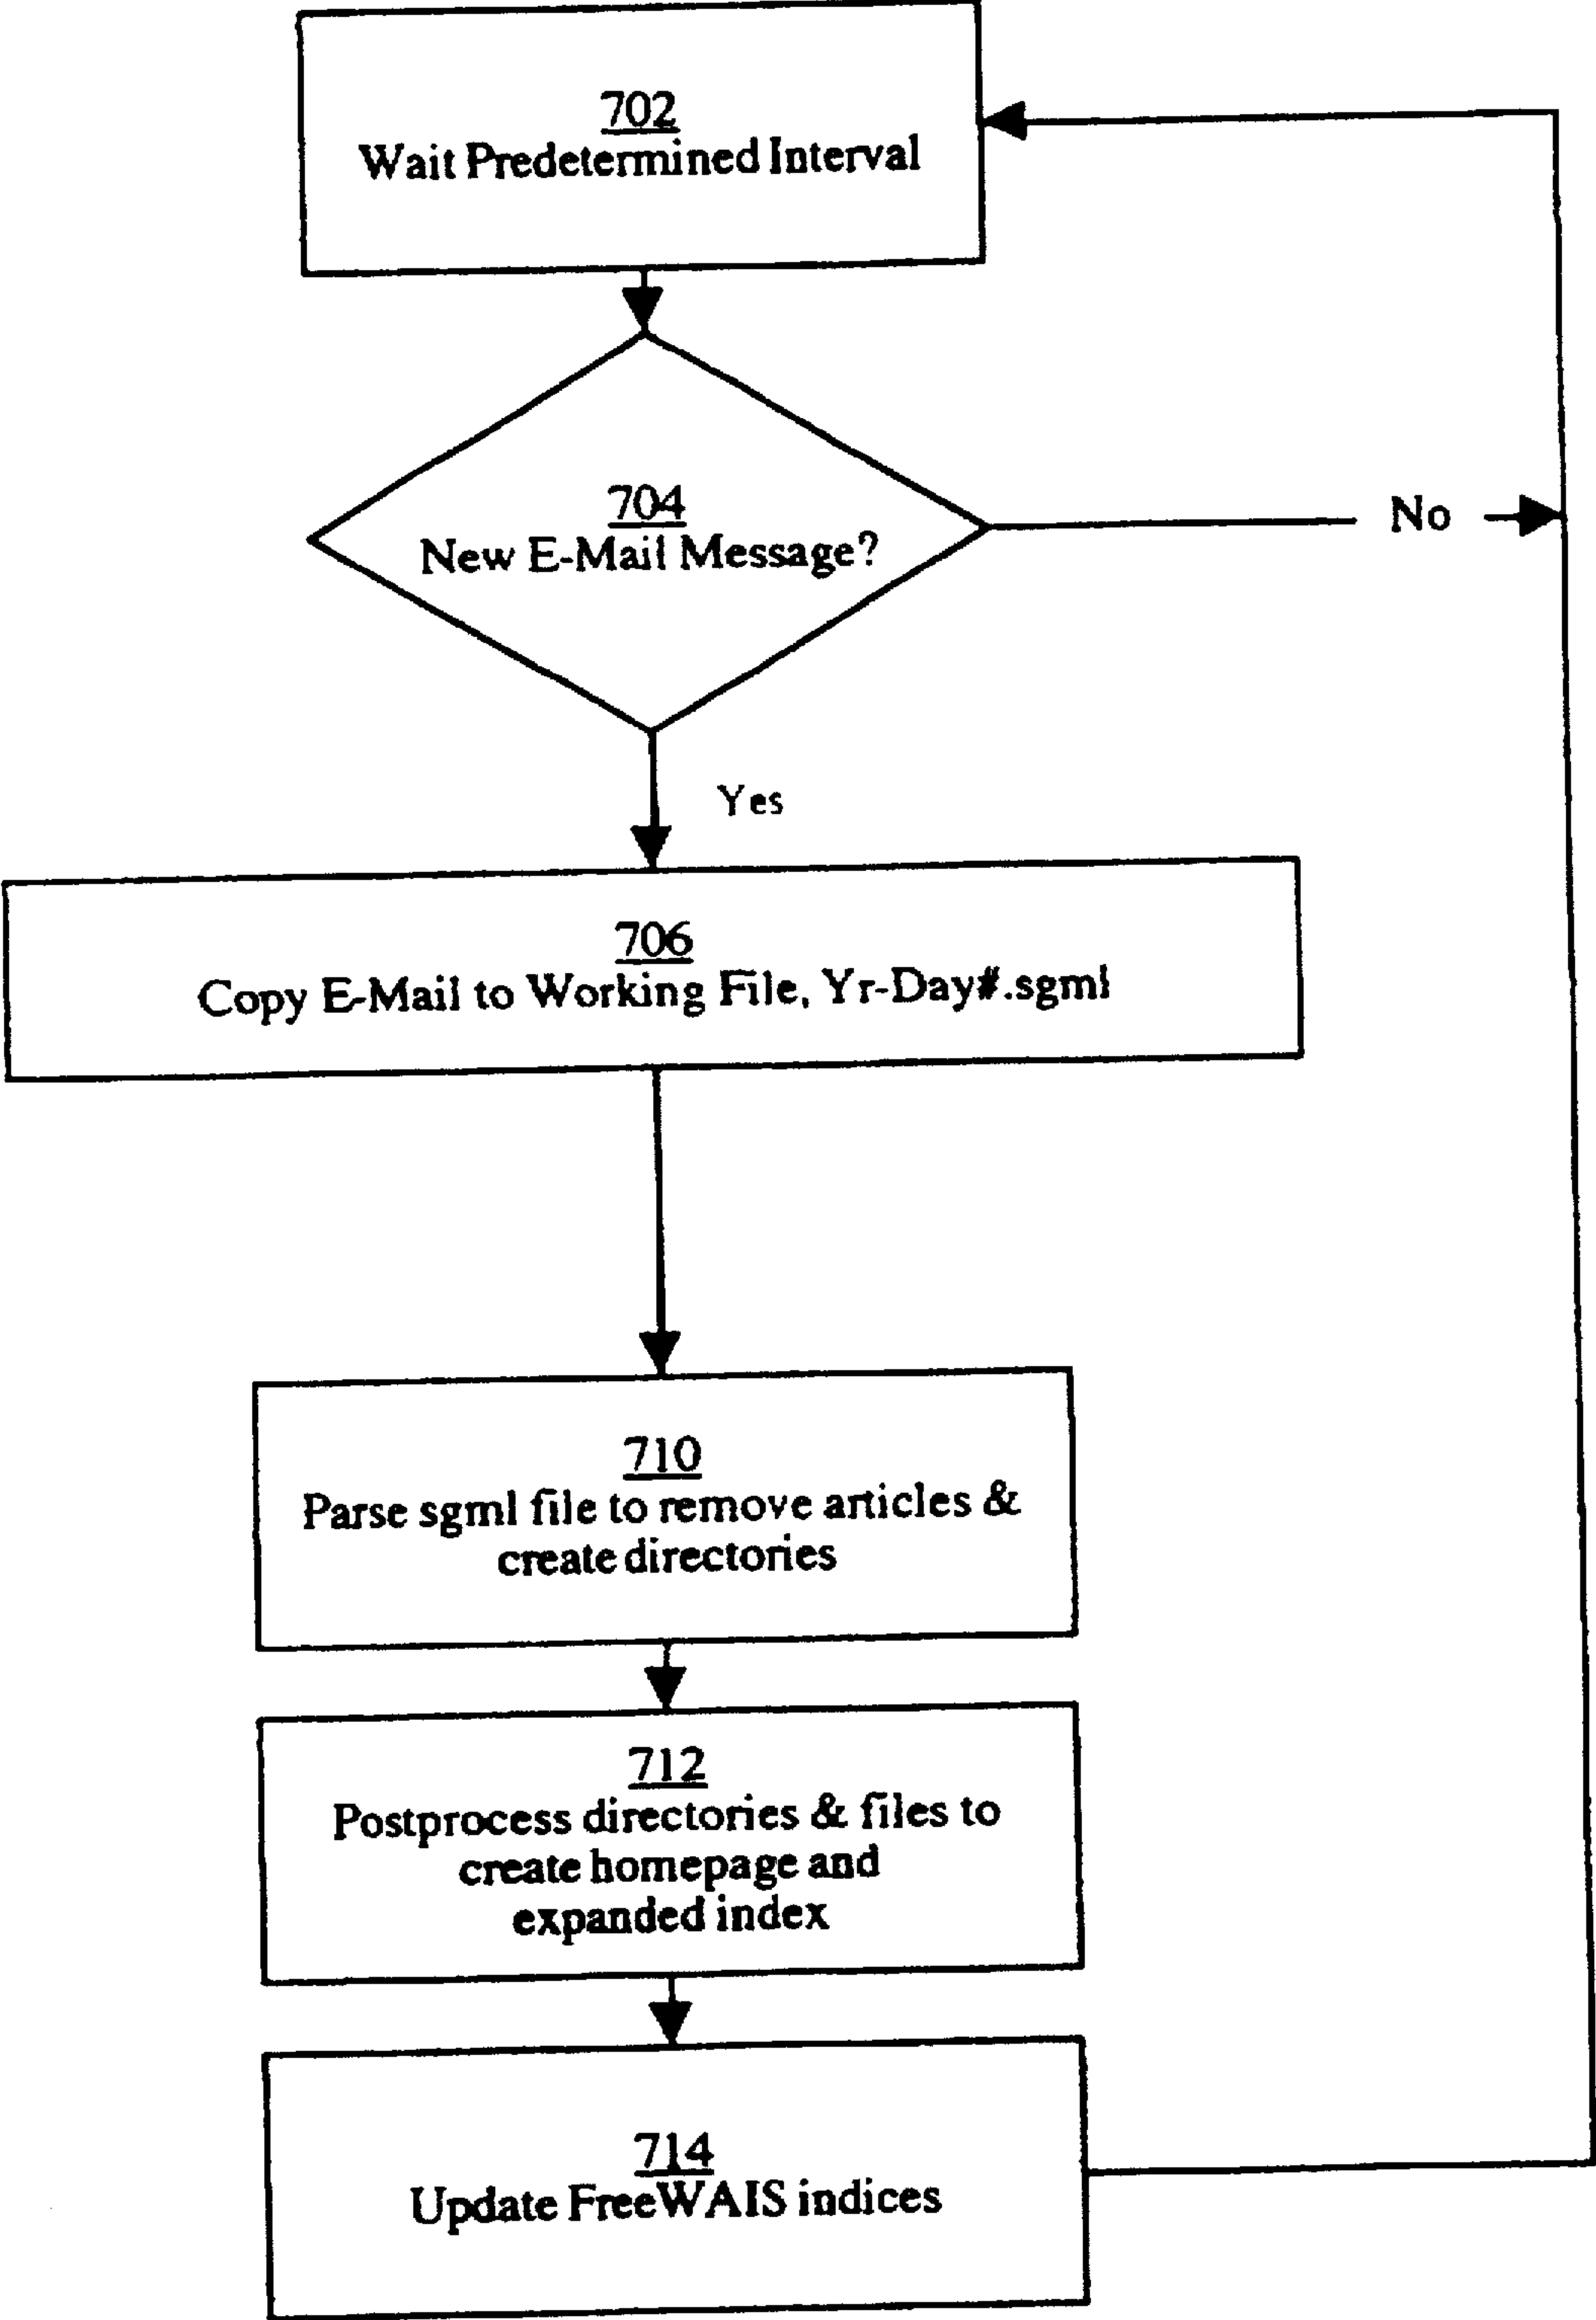 702
Wait Predetermined Interval
704
New E-Mail Message?
No
Yes
706
Copy E-Mail to Working File, Yr-Day#.sgml
710
Parse sgml file to remove articles &
create directories
712
Postprocess directories & files to
create homepage and
expanded index
714
Update FreeWAIS indices